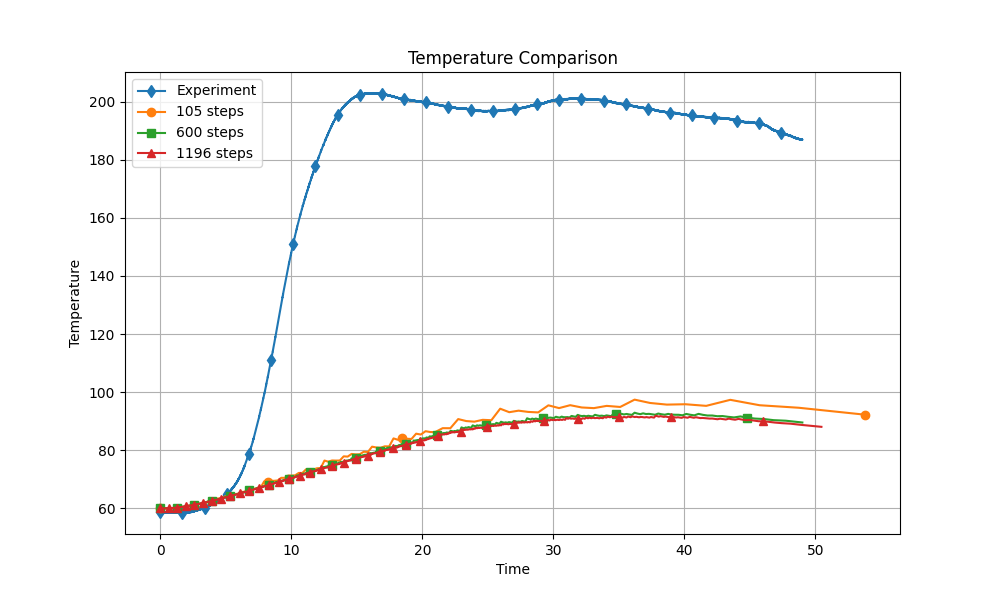 Temperature Comparison
Experiment
105 steps
600 steps
1196 steps
Temperature
200
180
160
140
120
100
80
60
0 10 20 30 40 50
Time